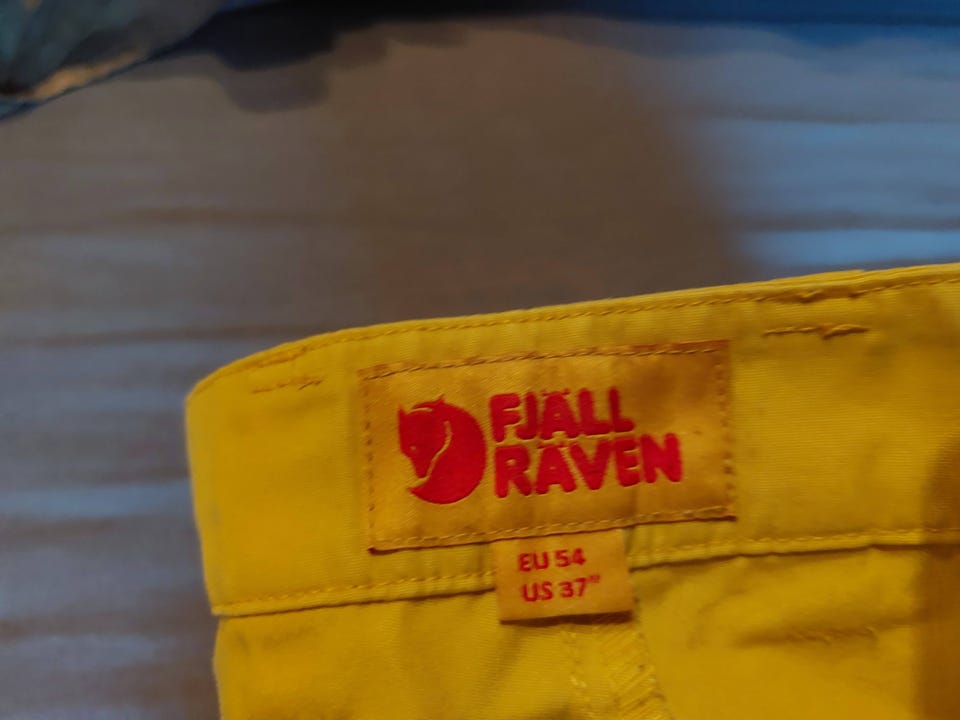 FJÄLL
RÄVEN
EU 54
US 37"